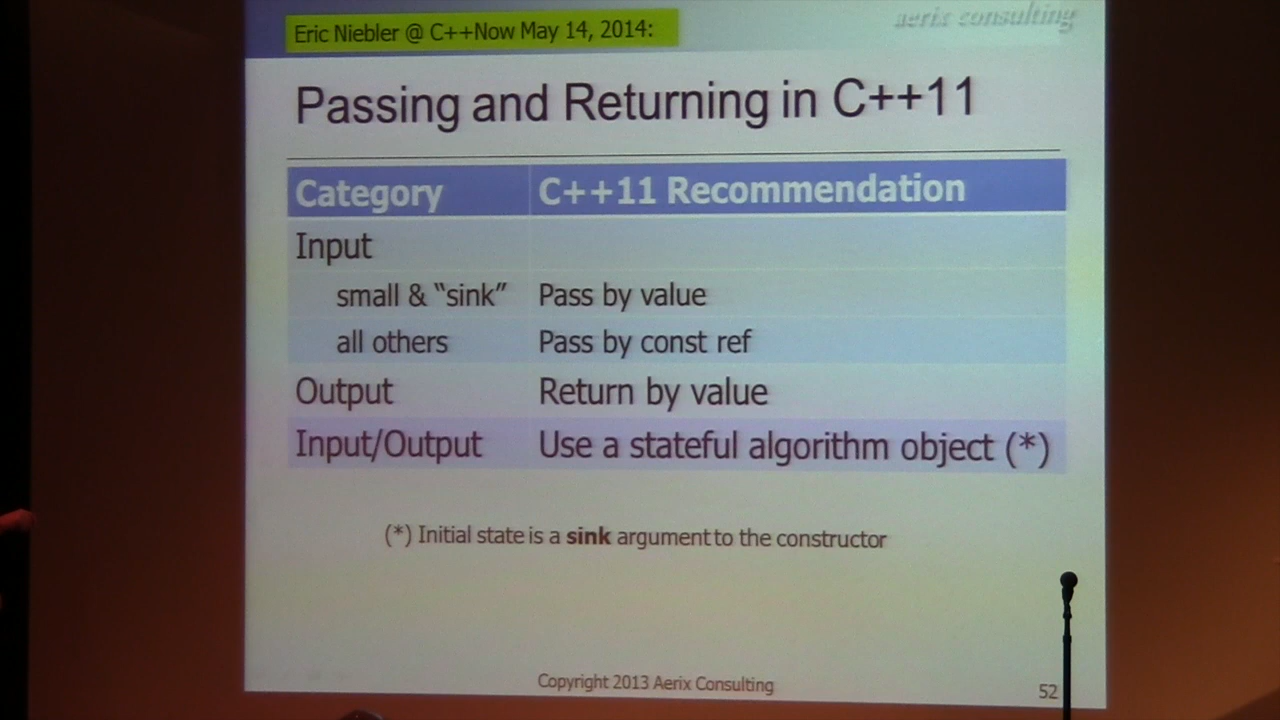 Eric Niebler @ C++Now May 14, 2014:
aerix consulting
Passing and Returning in C++11
Category C++11 Recommendation
Input
small & “sink” Pass by value
all others Pass by const ref
Output Return by value
Input/Output Use a stateful algorithm object (*)
(*) Initial state is a sink argument to the constructor
Copyright 2013 Aerix Consulting
52